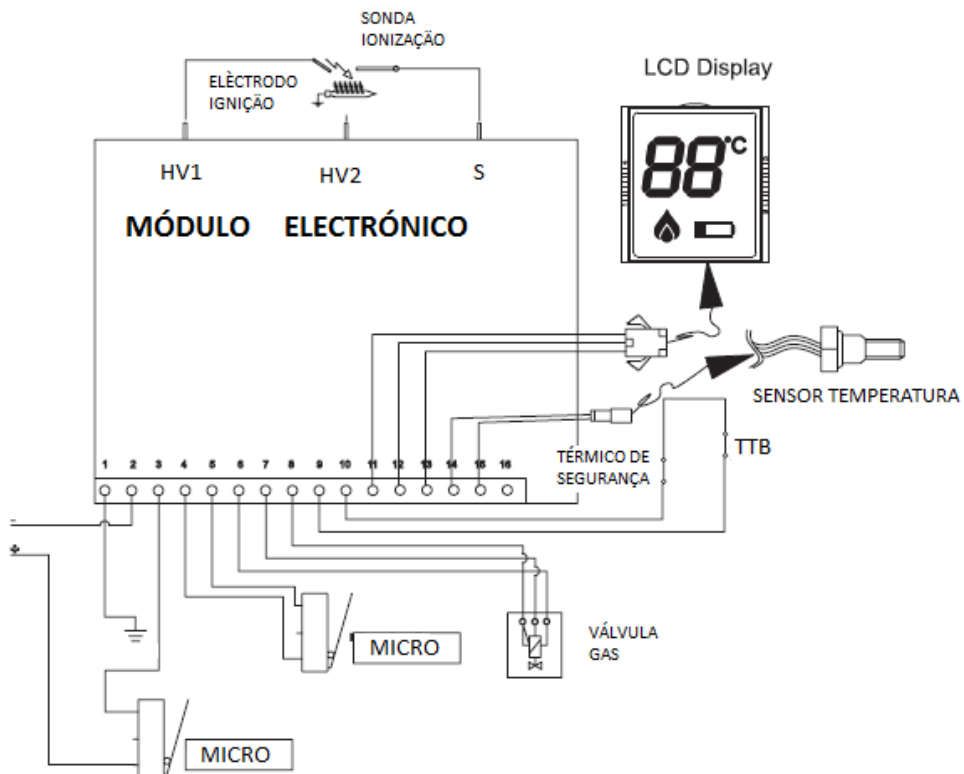 SONDA
IONIZAÇÃO
ELÈCTRODO
IGNIÇÃO
LCD Display
88°C
HV1
HV2
S
MÓDULO ELECTRÓNICO
SENSOR TEMPERATURA
TÉRMICO DE
SEGURANÇA
TTB
1 2 3 4 5 6 7 8 9 10 11 12 13 14 15 16
-
+
MICRO
VÁLVULA
GAS
MICRO